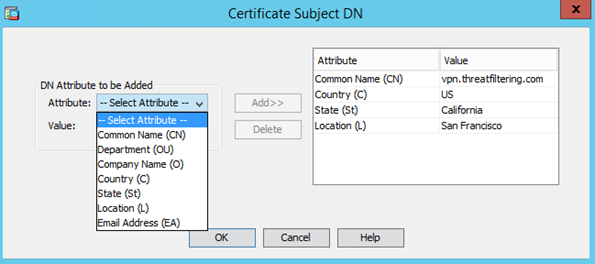 Certificate Subject DN
DN Attribute to be Added
Attribute: -- Select Attribute --
-- Select Attribute --
Common Name (CN)
Department (OU)
Company Name (O)
Country (C)
State (St)
Location (L)
Email Address (EA)
Value:
Add>>
Delete
Attribute Value
Common Name (CN) vpn.threatfiltering.com
Country (C) US
State (St) California
Location (L) San Francisco
OK Cancel Help